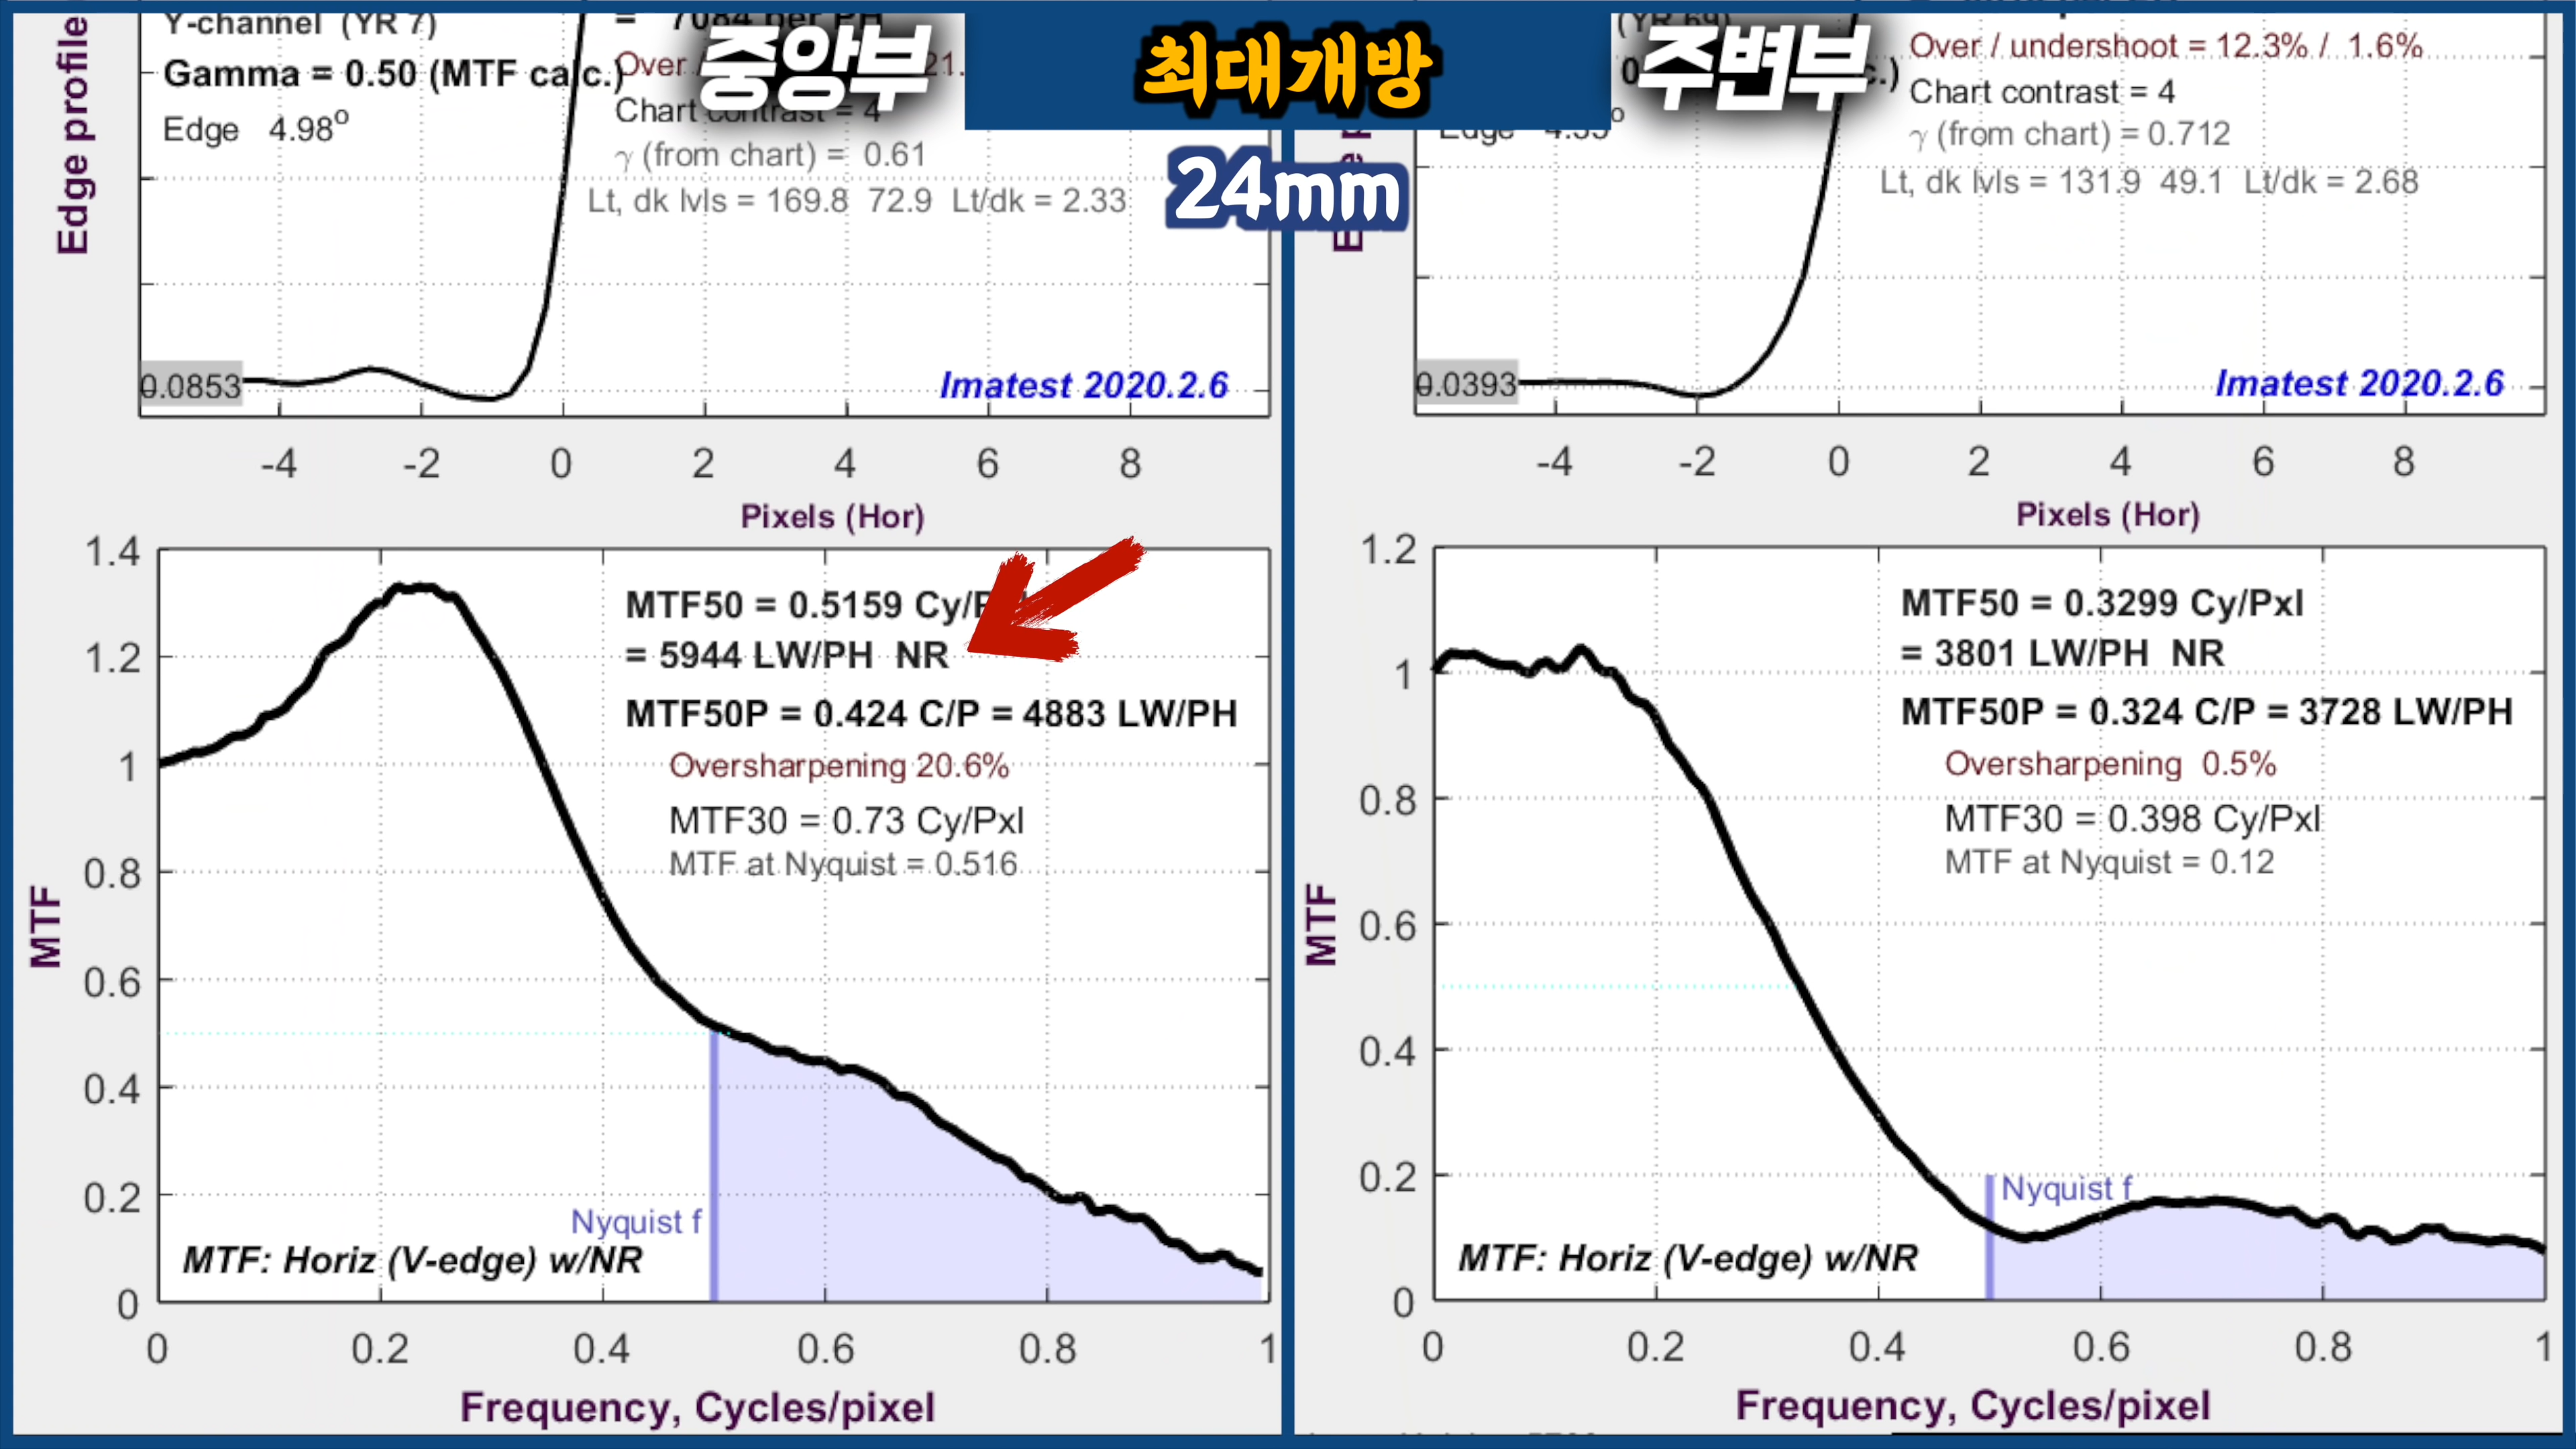 최대개방
24mm
중앙부
Y-channel (YR 7)
= 7084 per PH
Gamma = 0.50 (MTF calc.)
Over
21.
Edge 4.98º
Chart contrast = 4
γ (from chart) = 0.61
Lt, dk lvls = 169.8 72.9 Lt/dk = 2.33
Edge profile
0.0853
Imatest 2020.2.6
-4 -2 0 2 4 6 8
Pixels (Hor)
1.4
1.2
1
0.8
0.6
0.4
0.2
0
MTF
MTF50 = 0.5159 Cy/P
= 5944 LW/PH NR
MTF50P = 0.424 C/P = 4883 LW/PH
Oversharpening 20.6%
MTF30 = 0.73 Cy/Pxl
MTF at Nyquist = 0.516
Nyquist f
MTF: Horiz (V-edge) w/NR
0 0.2 0.4 0.6 0.8 1
Frequency, Cycles/pixel
주변부
(YR 69)
Over / undershoot = 12.3% / 1.6%
c.)
Chart contrast = 4
Edge
γ (from chart) = 0.712
Lt, dk lvls = 131.9 49.1 Lt/dk = 2.68
0.0393
Imatest 2020.2.6
-4 -2 0 2 4 6 8
Pixels (Hor)
1.2
1
0.8
0.6
0.4
0.2
0
MTF
MTF50 = 0.3299 Cy/Pxl
= 3801 LW/PH NR
MTF50P = 0.324 C/P = 3728 LW/PH
Oversharpening 0.5%
MTF30 = 0.398 Cy/Pxl
MTF at Nyquist = 0.12
Nyquist f
MTF: Horiz (V-edge) w/NR
0 0.2 0.4 0.6 0.8 1
Frequency, Cycles/pixel